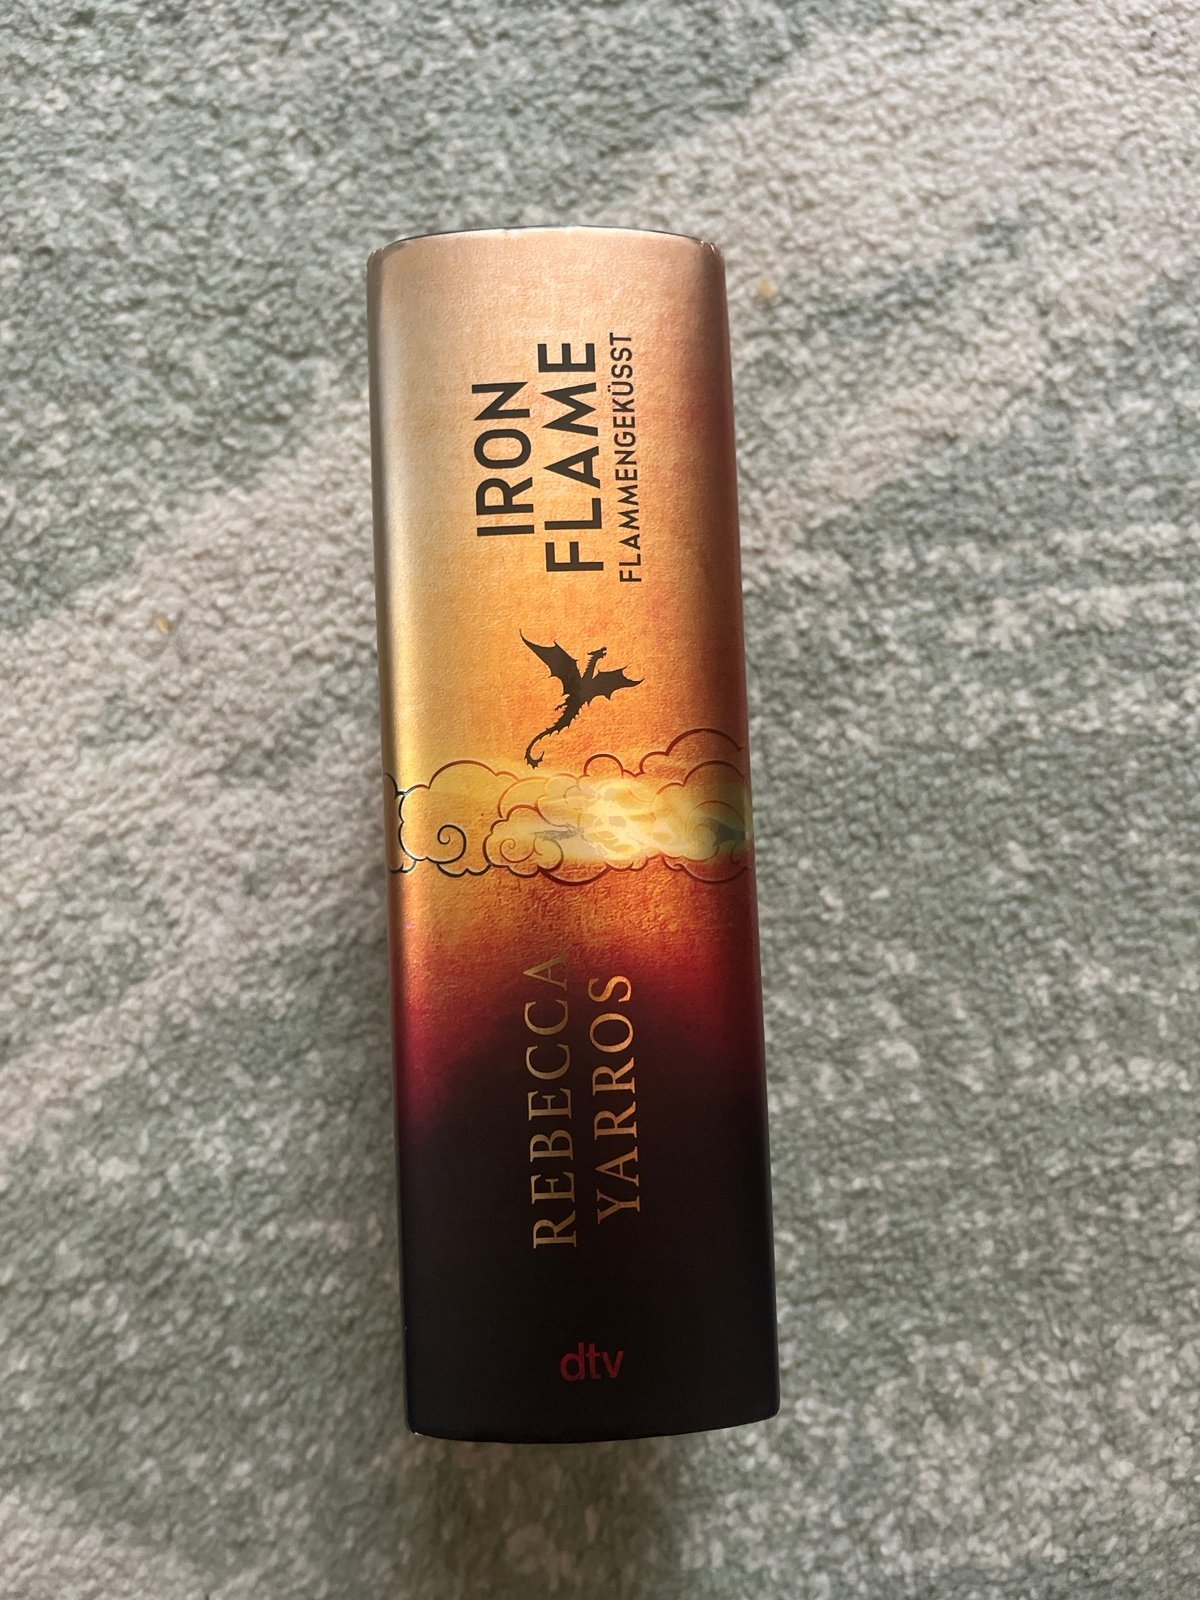 IRON
FLAME
FLAMMENGEKÜSST
REBECCA
YARROS
dtv